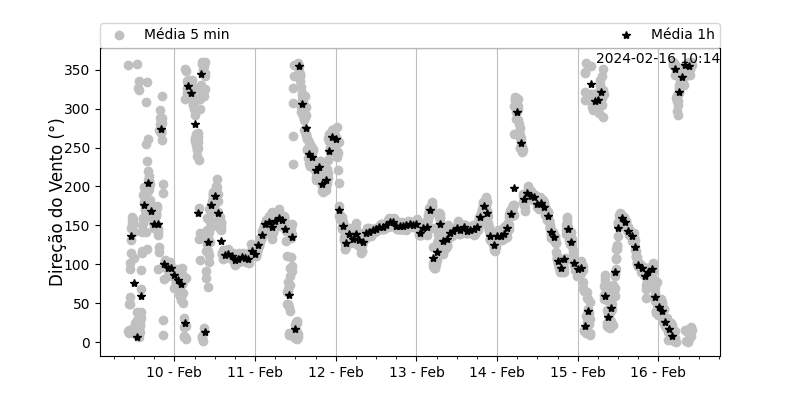 Média 5 min
Média 1h
2024-02-16 10:14
Direção do Vento (°)
350
300
250
200
150
100
50
0
10 - Feb
11 - Feb
12 - Feb
13 - Feb
14 - Feb
15 - Feb
16 - Feb